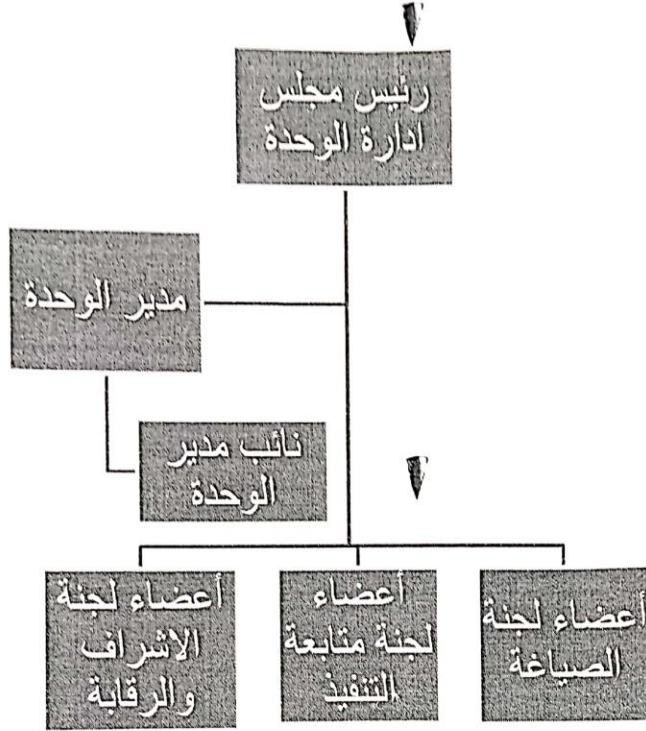 رئيس مجلس
ادارة الوحدة
مدير الوحدة
نائب مدير
الوحدة
أعضاء لجنة
الصياغة
أعضاء
لجنة متابعة
التنفيذ
أعضاء لجنة
الاشراف
والرقابة